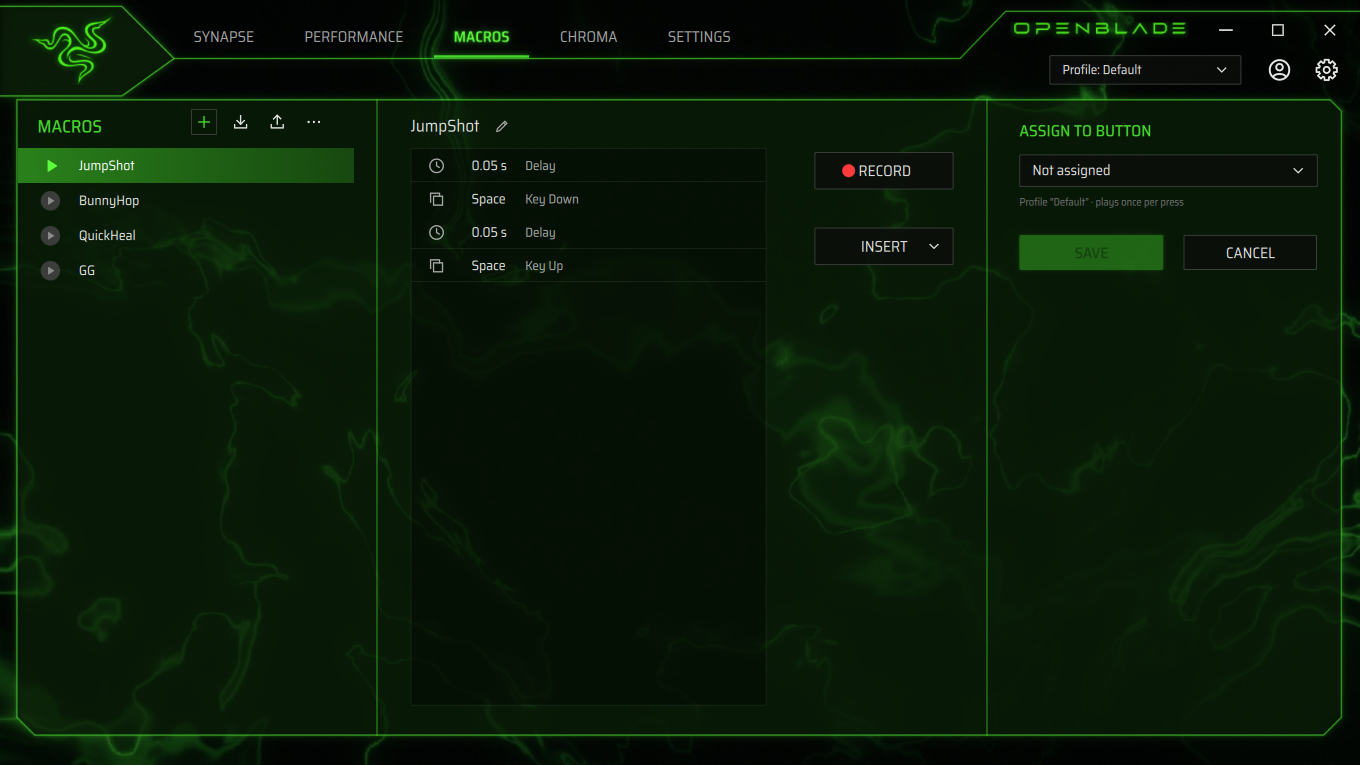 SYNAPSE PERFORMANCE MACROS CHROMA SETTINGS
OPENBLADE
Profile: Default
MACROS
JumpShot
BunnyHop
QuickHeal
GG
JumpShot
0.05 s Delay
Space Key Down
0.05 s Delay
Space Key Up
RECORD
INSERT
ASSIGN TO BUTTON
Not assigned
Profile "Default" - plays once per press
SAVE CANCEL